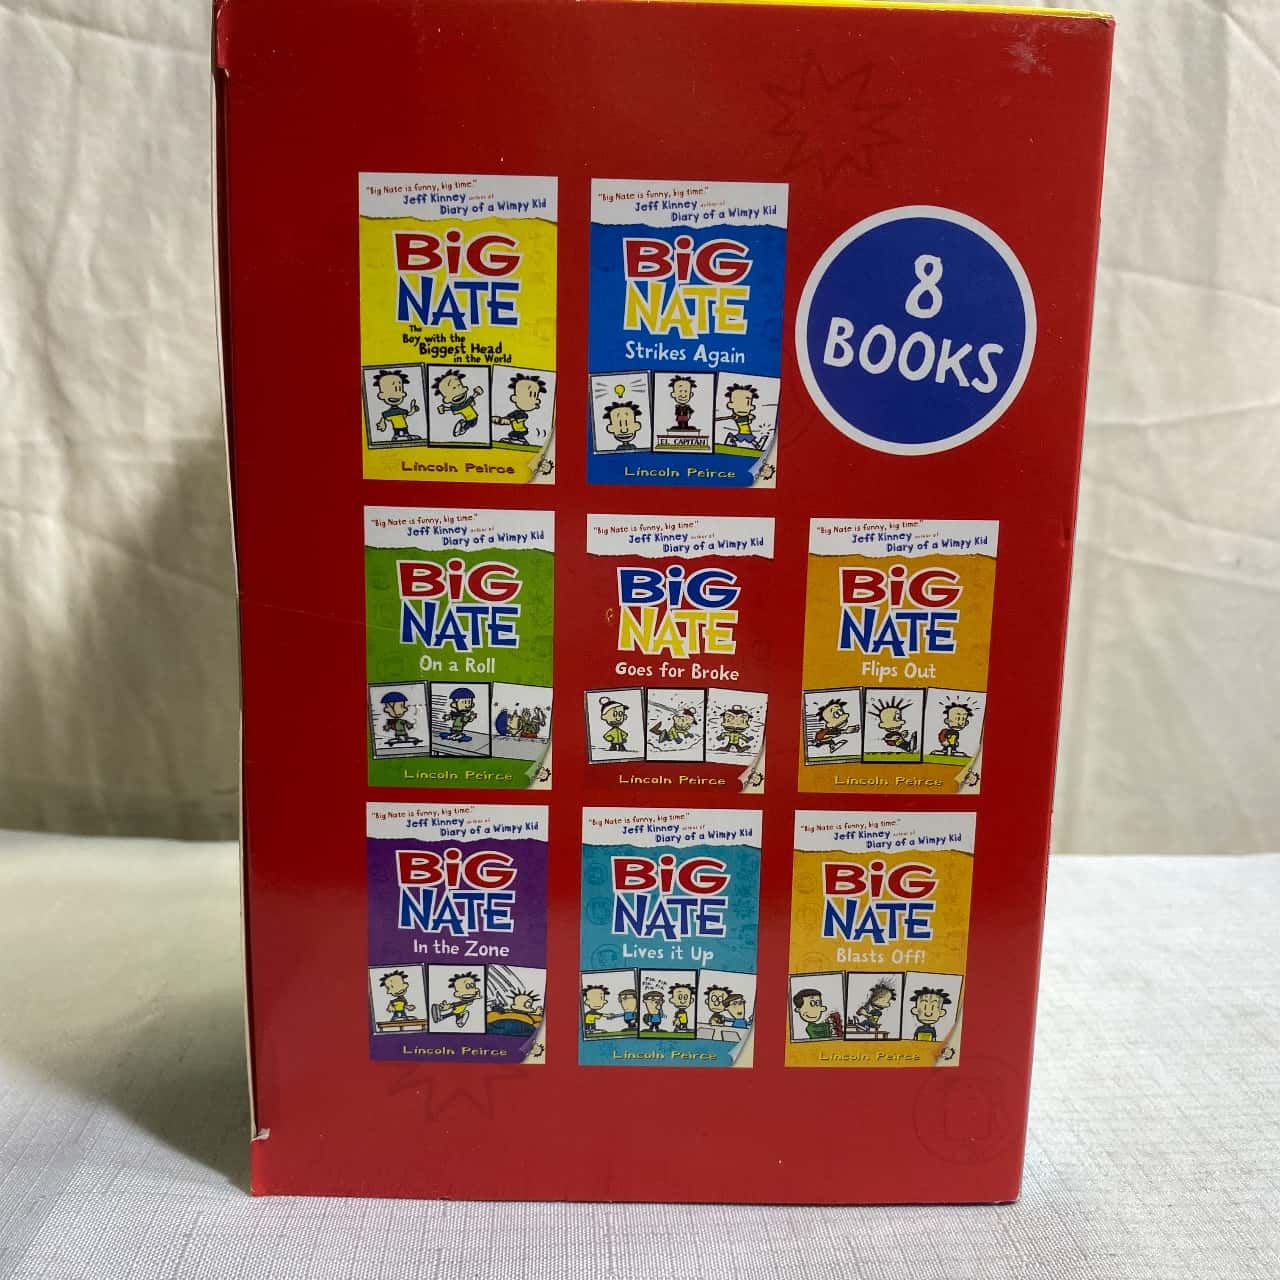 "Big Nate is funny, big time."
Jeff Kinney author of
Diary of a Wimpy Kid
BiG
NATE
The
Boy with the
Biggest Head
in the World
Lincoln Peirce
"Big Nate is funny, big time."
Jeff Kinney author of
Diary of a Wimpy Kid
BiG
NATE
Strikes Again
EL CAPITAN
Lincoln Peirce
8
BOOKS
"Big Nate is funny, big time."
Jeff Kinney author of
Diary of a Wimpy Kid
BiG
NATE
On a Roll
Lincoln Peirce
"Big Nate is funny, big time."
Jeff Kinney author of
Diary of a Wimpy Kid
BiG
NATE
Goes for Broke
Lincoln Peirce
"Big Nate is funny, big time."
Jeff Kinney author of
Diary of a Wimpy Kid
BiG
NATE
Flips Out
Lincoln Peirce
"Big Nate is funny, big time."
Jeff Kinney author of
Diary of a Wimpy Kid
BiG
NATE
In the Zone
Lincoln Peirce
"Big Nate is funny, big time."
Jeff Kinney author of
Diary of a Wimpy Kid
BiG
NATE
Lives it Up
Lincoln Peirce
"Big Nate is funny, big time."
Jeff Kinney author of
Diary of a Wimpy Kid
BiG
NATE
Blasts Off!
Lincoln Peirce